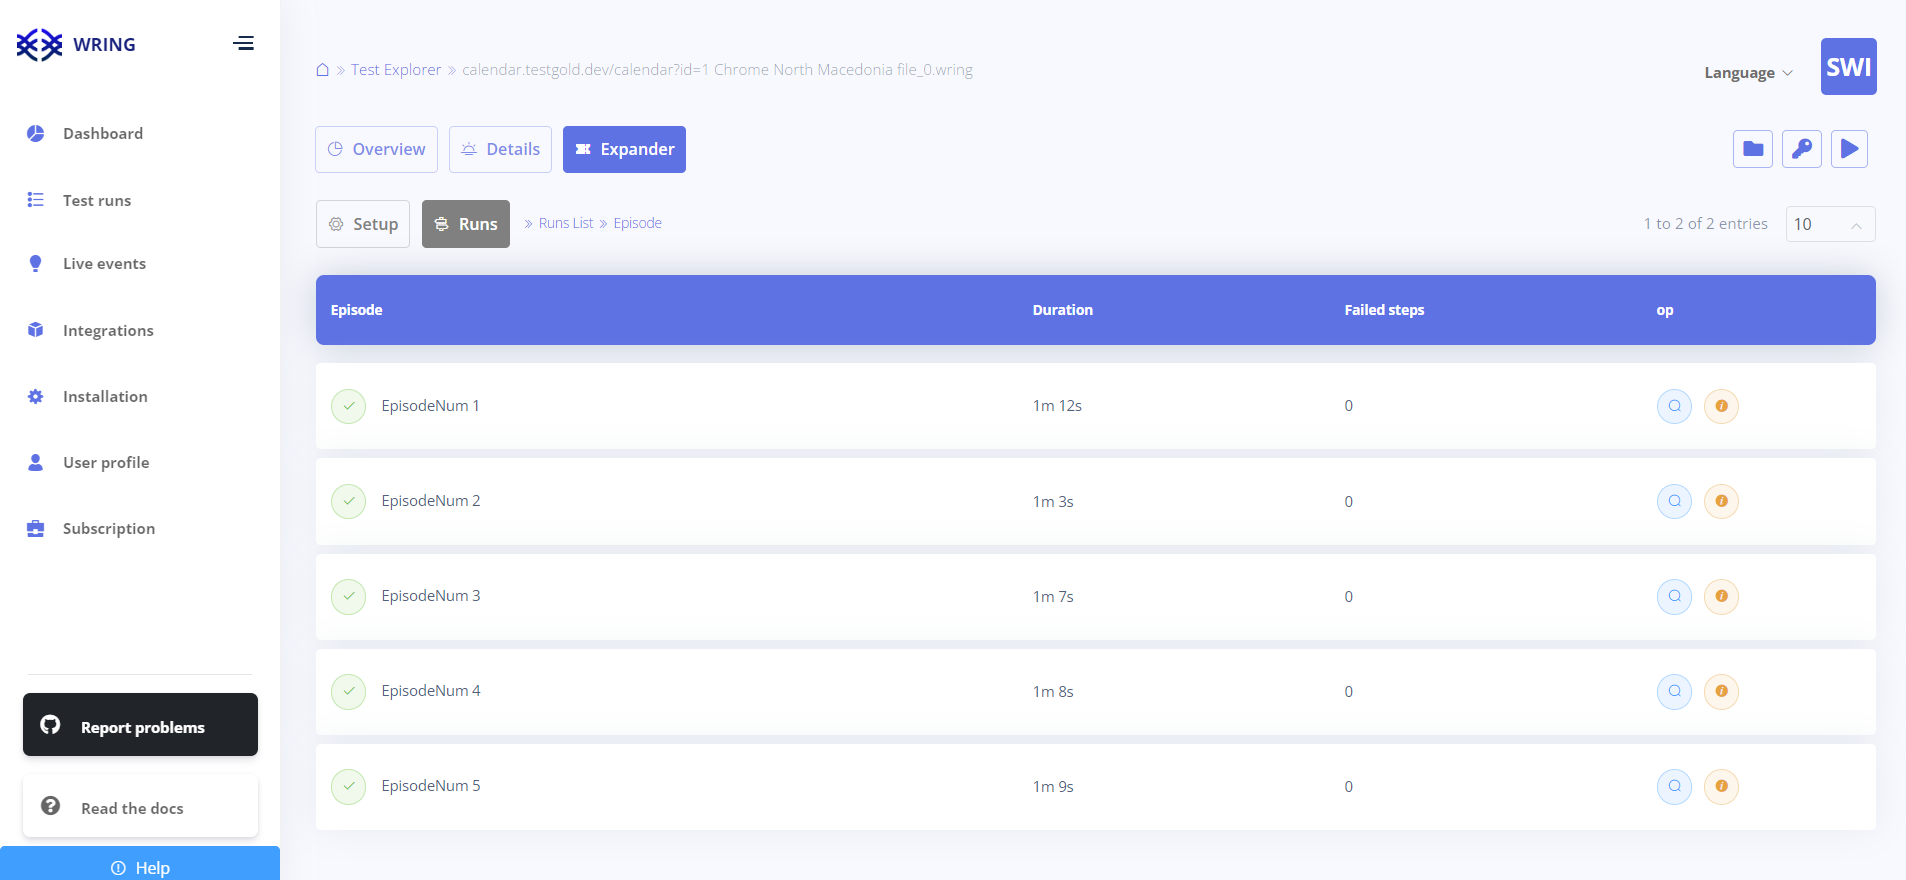 WRING
Test Explorer
calendar.testgold.dev/calendar?id=1 Chrome North Macedonia file_0.wring
Language
SWI
Dashboard
Test runs
Live events
Integrations
Installation
User profile
Subscription
Report problems
Read the docs
Help
Overview
Details
Expander
Setup
Runs
Runs List
Episode
1 to 2 of 2 entries
10
Episode Duration Failed steps op
EpisodeNum 1 1m 12s 0
EpisodeNum 2 1m 3s 0
EpisodeNum 3 1m 7s 0
EpisodeNum 4 1m 8s 0
EpisodeNum 5 1m 9s 0